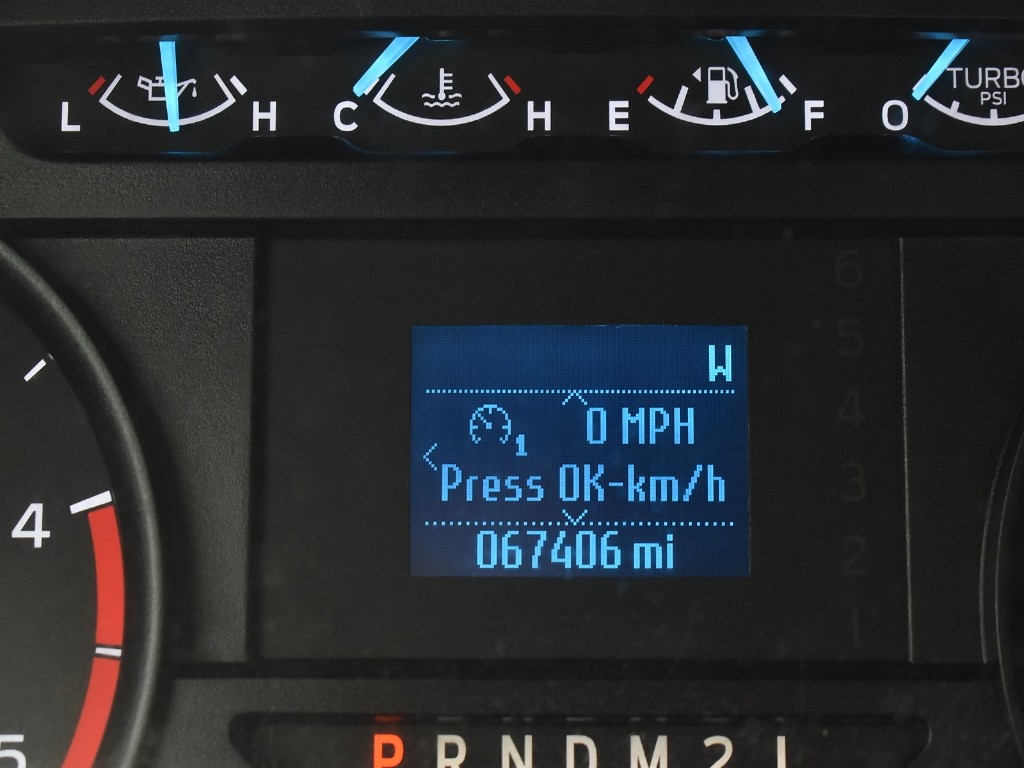 L H C H E F O TURBO
PSI
W
0 MPH
1
Press OK-km/h
067406 mi
6
5
4
3
2
1
4
5
P R N D M 2 1